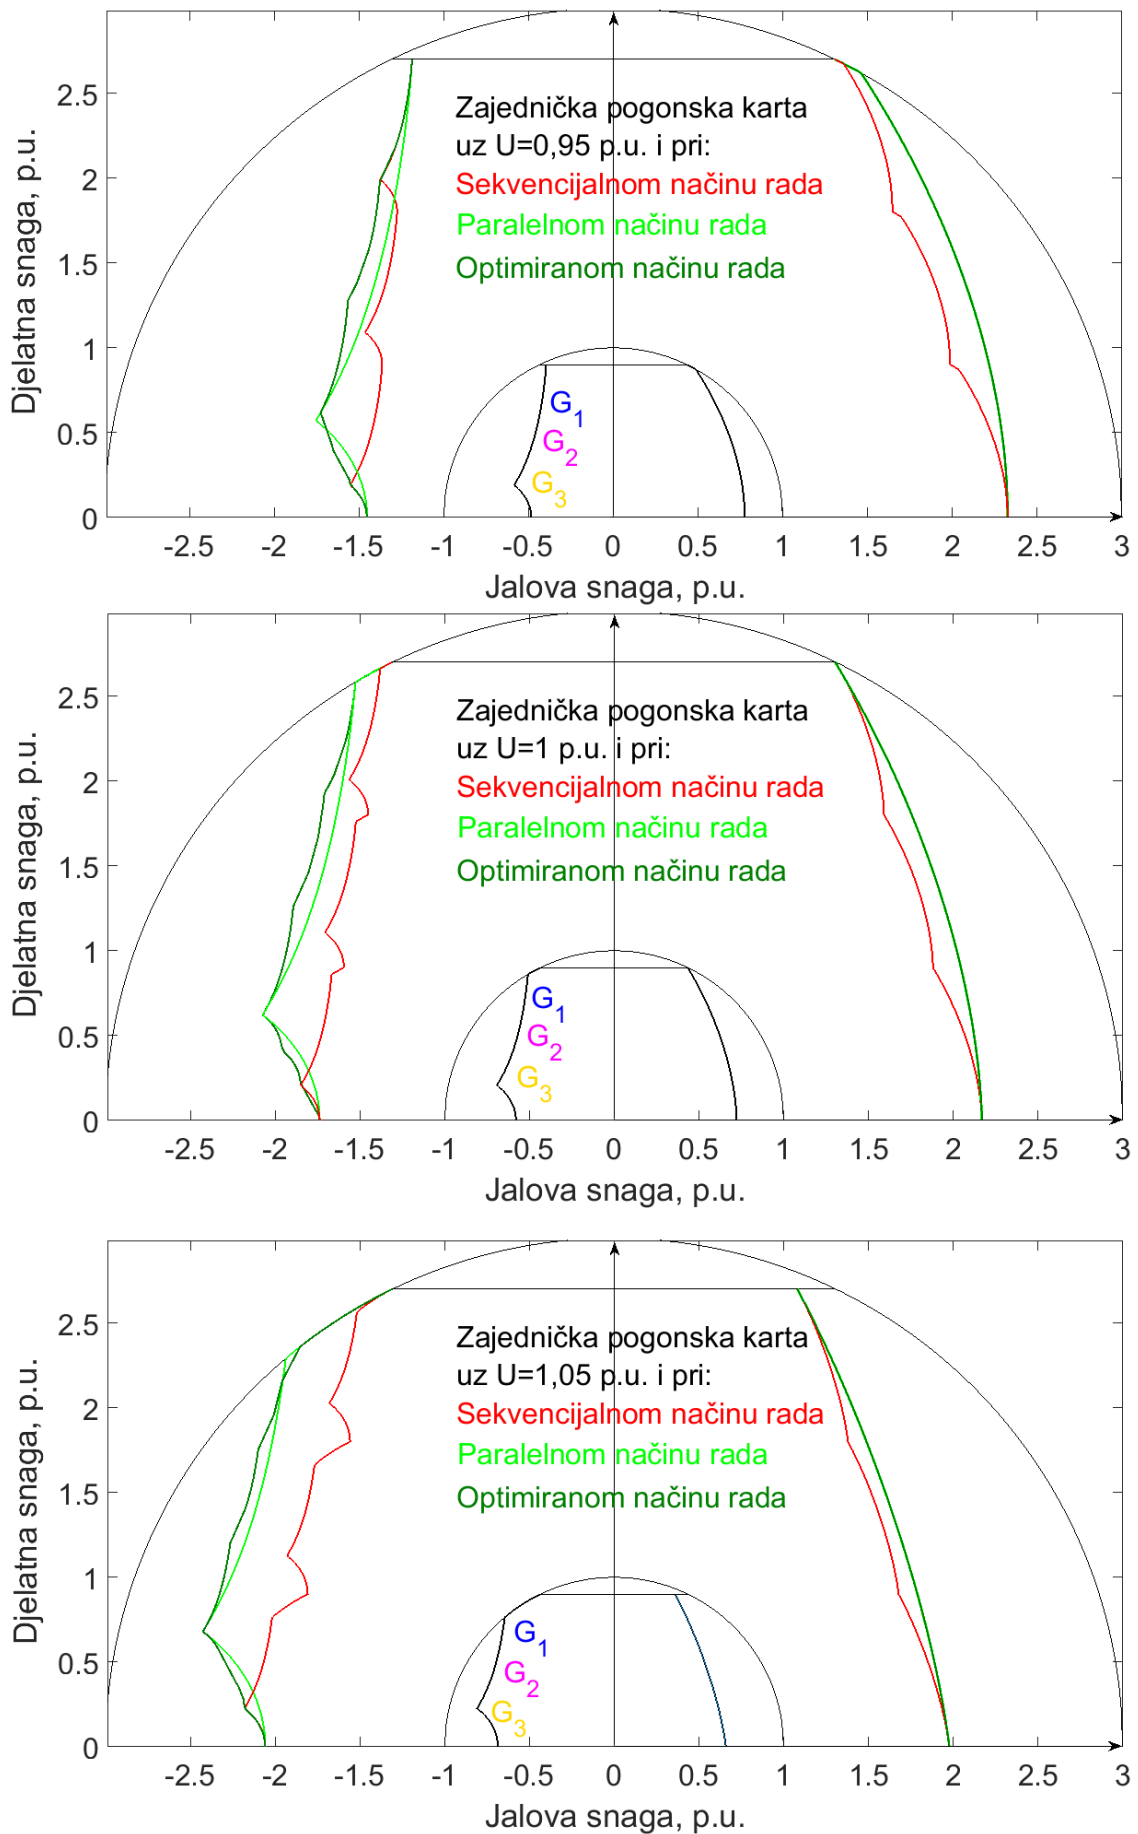 Djelatna snaga, p.u.
2.5
2
1.5
1
0.5
0
Zajednička pogonska karta
uz U=0,95 p.u. i pri:
Sekvencijalnom načinu rada
Paralelnom načinu rada
Optimiranom načinu rada
G1
G2
G3
-2.5 -2 -1.5 -1 -0.5 0 0.5 1 1.5 2 2.5 3
Jalova snaga, p.u.
Djelatna snaga, p.u.
2.5
2
1.5
1
0.5
0
Zajednička pogonska karta
uz U=1 p.u. i pri:
Sekvencijalnom načinu rada
Paralelnom načinu rada
Optimiranom načinu rada
G1
G2
G3
-2.5 -2 -1.5 -1 -0.5 0 0.5 1 1.5 2 2.5 3
Jalova snaga, p.u.
Djelatna snaga, p.u.
2.5
2
1.5
1
0.5
0
Zajednička pogonska karta
uz U=1,05 p.u. i pri:
Sekvencijalnom načinu rada
Paralelnom načinu rada
Optimiranom načinu rada
G1
G2
G3
-2.5 -2 -1.5 -1 -0.5 0 0.5 1 1.5 2 2.5 3
Jalova snaga, p.u.